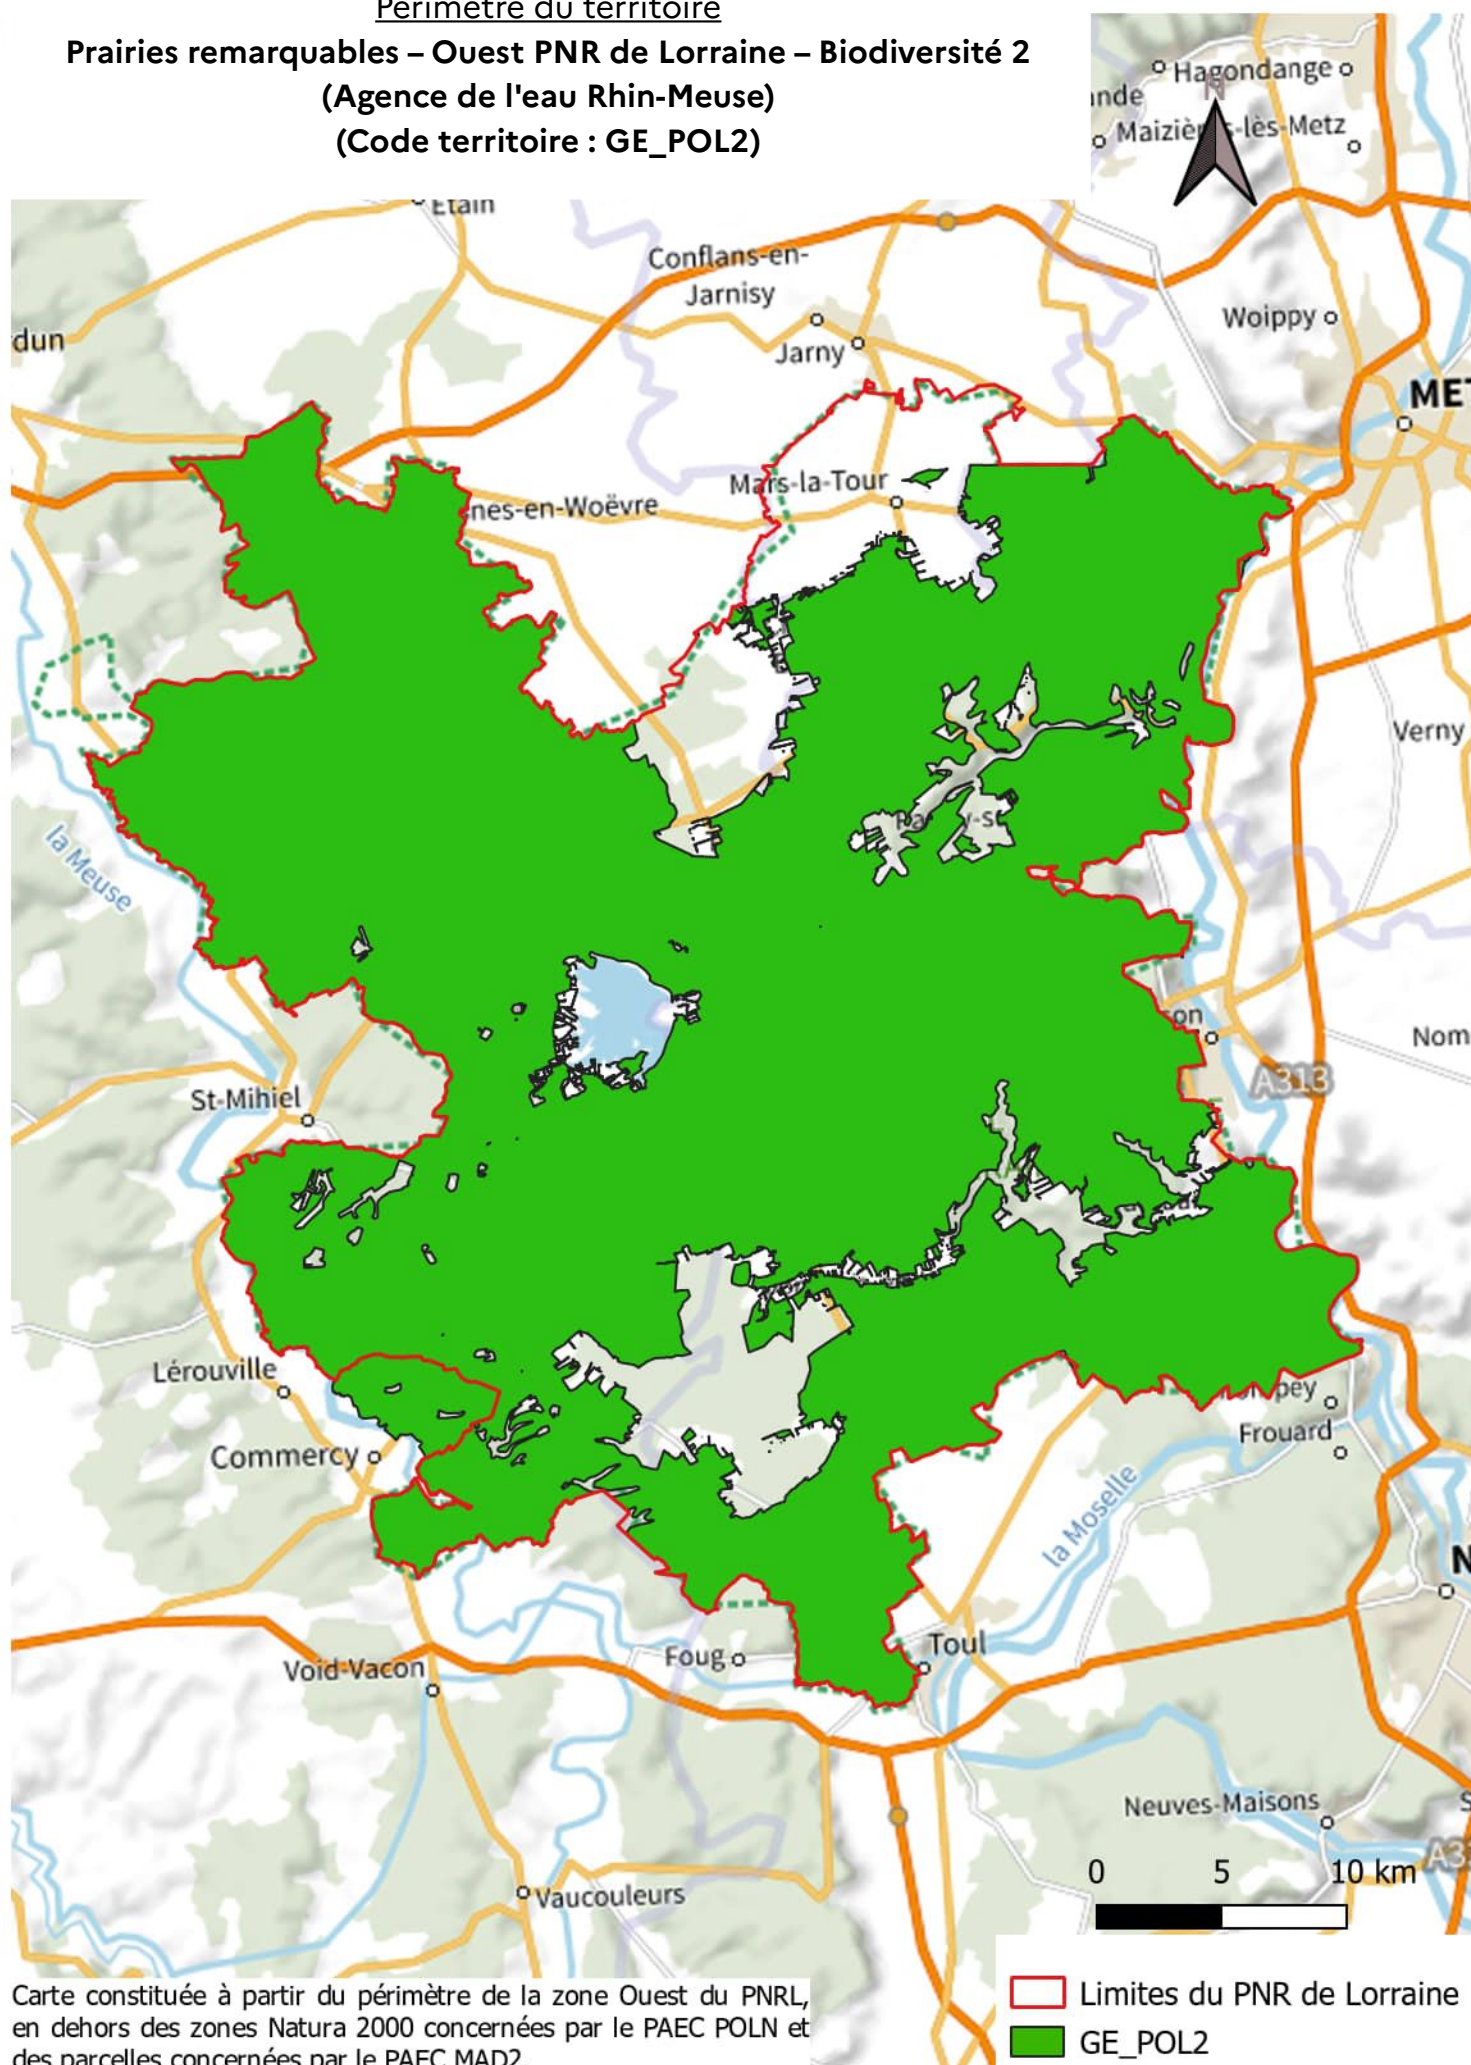 Périmètre du territoire
Prairies remarquables – Ouest PNR de Lorraine – Biodiversité 2
(Agence de l'eau Rhin-Meuse)
(Code territoire : GE_POL2)
Hagondange
ande
N
Maizières-lès-Metz
Etain
Conflans-en-
Jarnisy
Woippy
dun
Jarny
MET
Mars-la-Tour
nes-en-Woëvre
Verny
la Meuse
son
Nom
A313
St-Mihiel
Lérouville
pey
Frouard
Commercy
la Moselle
N
Toul
Foug
Void-Vacon
Neuves-Maisons
S
A3
0 5 10 km
Vaucouleurs
Carte constituée à partir du périmètre de la zone Ouest du PNRL,
en dehors des zones Natura 2000 concernées par le PAEC POLN et
des parcelles concernées par le PAEC MAD2.
Limites du PNR de Lorraine
GE_POL2